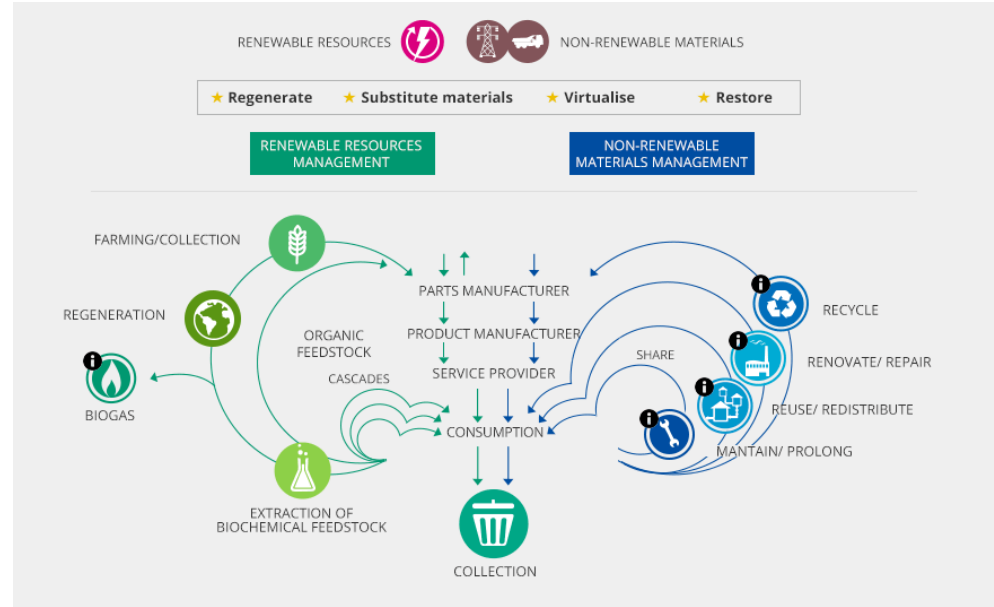 RENEWABLE RESOURCES
NON-RENEWABLE MATERIALS
Regenerate
Substitute materials
Virtualise
Restore
RENEWABLE RESOURCES
MANAGEMENT
NON-RENEWABLE
MATERIALS MANAGEMENT
FARMING/COLLECTION
REGENERATION
BIOGAS
EXTRACTION OF
BIOCHEMICAL FEEDSTOCK
ORGANIC
FEEDSTOCK
CASCADES
PARTS MANUFACTURER
PRODUCT MANUFACTURER
SERVICE PROVIDER
CONSUMPTION
COLLECTION
SHARE
RECYCLE
RENOVATE/ REPAIR
REUSE/ REDISTRIBUTE
MANTAIN/ PROLONG
i
i
i
i
i